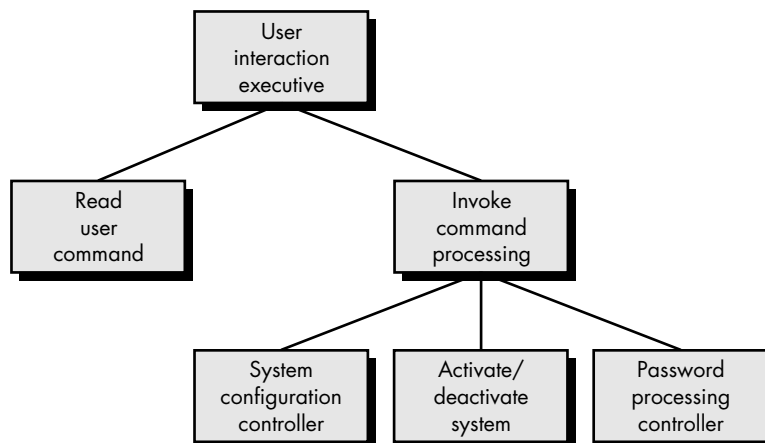 User
interaction
executive
Read
user
command
Invoke
command
processing
System
configuration
controller
Activate/
deactivate
system
Password
processing
controller